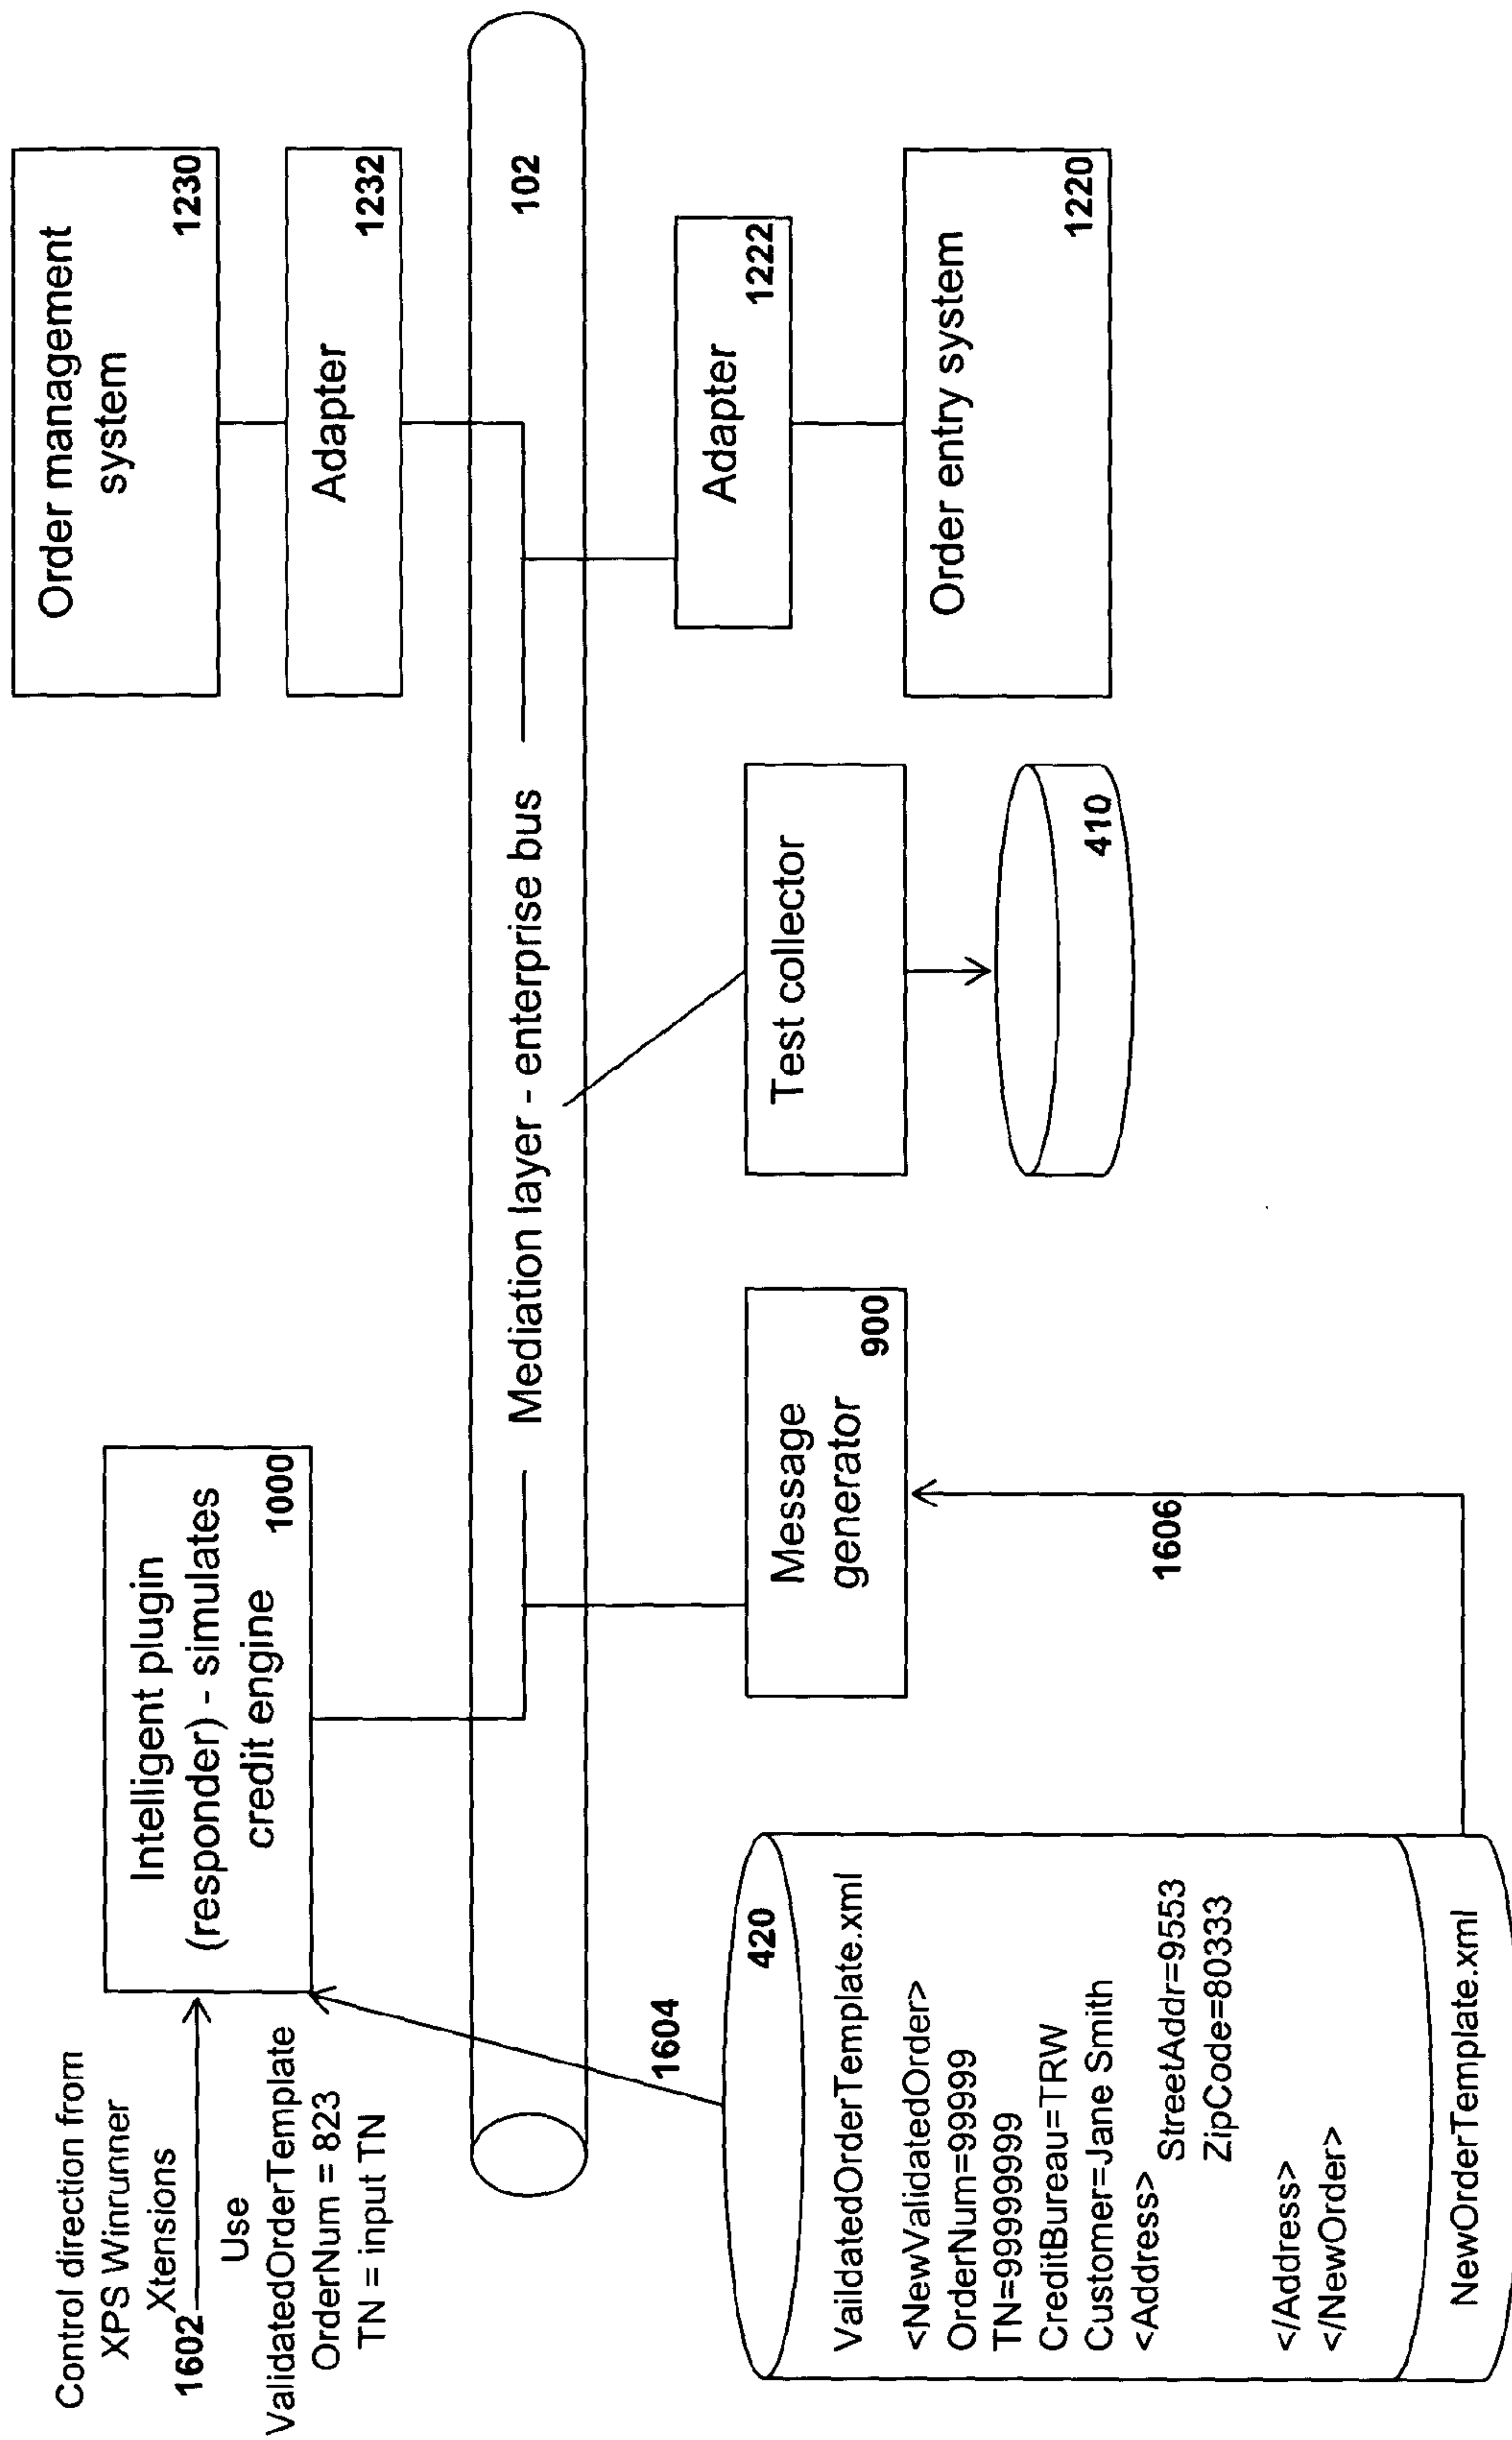 Control direction from
XPS Winrunner
Xtensions
1602
Use
ValidatedOrderTemplate
OrderNum = 823
TN = input TN
Intelligent plugin
(responder) - simulates
credit engine
1000
Order management
system
1230
Adapter
1232
Mediation layer - enterprise bus
102
1604
420
VaildatedOrderTemplate.xml
<NewValidatedOrder>
OrderNum=99999
TN=999999999
CreditBureau=TRW
Customer=Jane Smith
<Address>
StreetAddr=9553
ZipCode=80333
</Address>
</NewOrder>
NewOrderTemplate.xml
Message
generator
900
1606
Test collector
410
Adapter
1222
Order entry system
1220